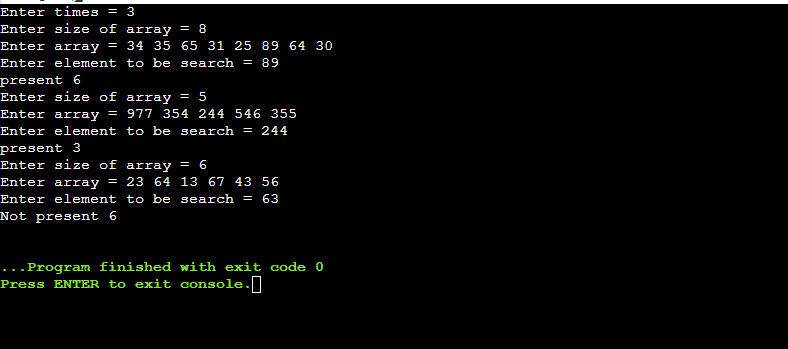 Enter times = 3
Enter size of array = 8
Enter array = 34 35 65 31 25 89 64 30
Enter element to be search = 89
present 6
Enter size of array = 5
Enter array = 977 354 244 546 355
Enter element to be search = 244
present 3
Enter size of array = 6
Enter array = 23 64 13 67 43 56
Enter element to be search = 63
Not present 6
...Program finished with exit code 0
Press ENTER to exit console.